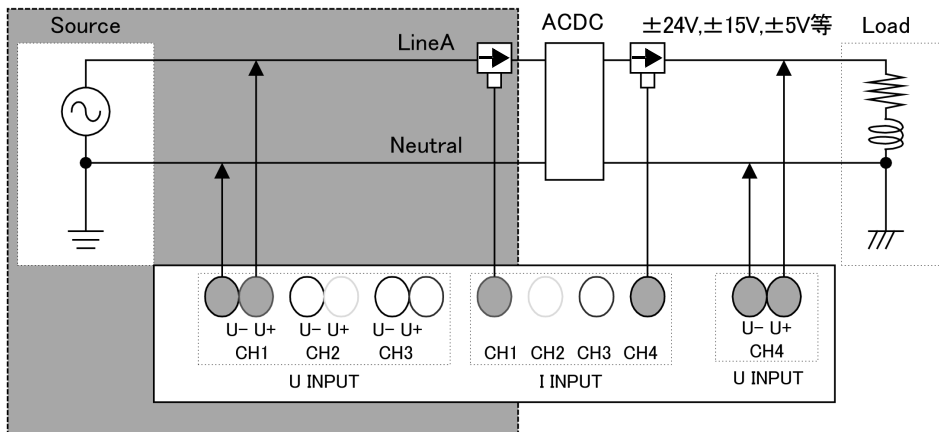 Source
ACDC
±24V,±15V,±5V等
Load
LineA
Neutral
U- U+
U- U+
U- U+
CH1
CH2
CH3
U INPUT
CH1
CH2
CH3
CH4
I INPUT
U- U+
CH4
U INPUT